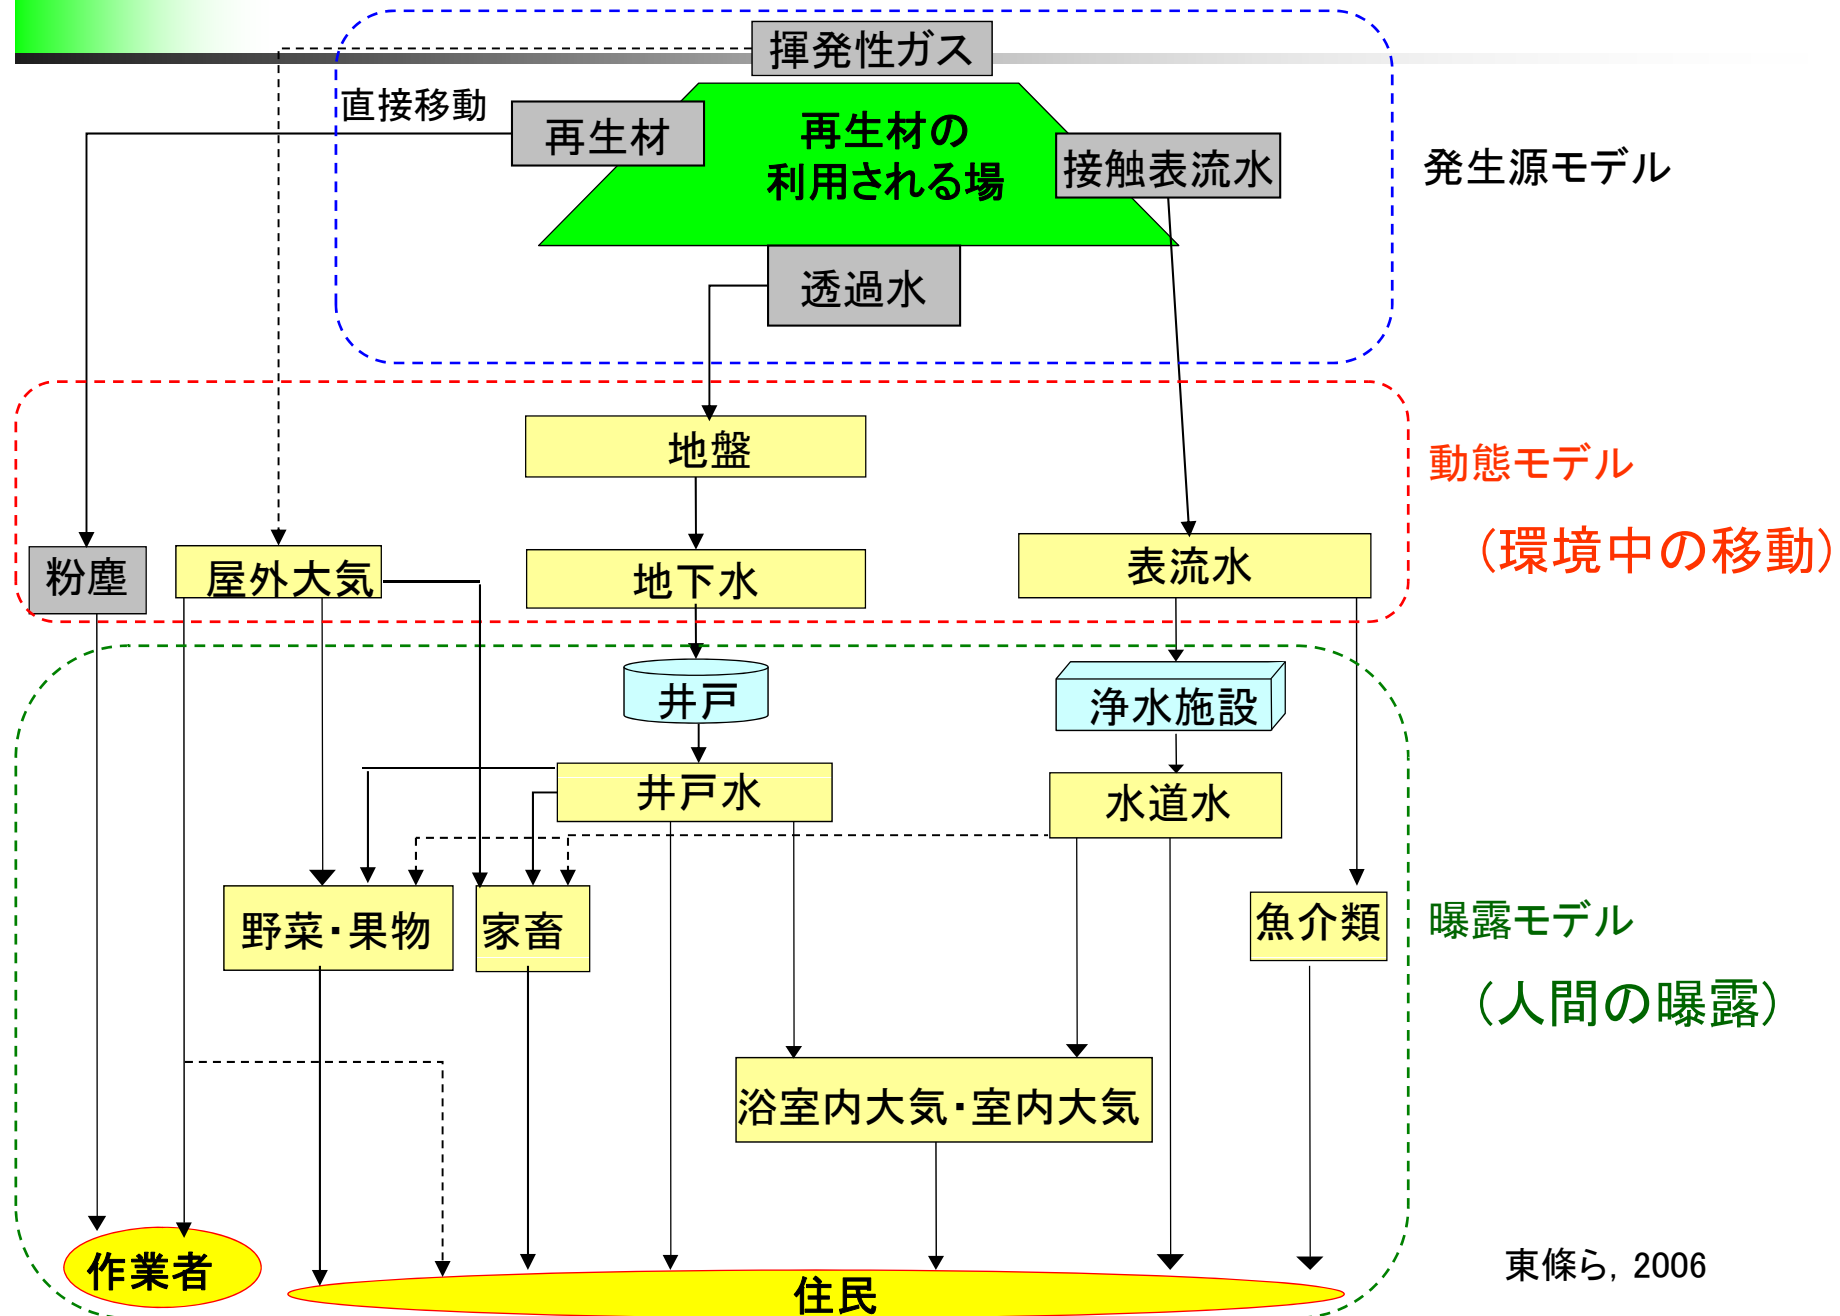 揮発性ガス
直接移動
再生材
再生材の
利用される場
接触表流水
発生源モデル
透過水
地盤
動態モデル
（環境中の移動）
粉塵
屋外大気
地下水
表流水
井戸
浄水施設
井戸水
水道水
野菜・果物
家畜
魚介類
曝露モデル
（人間の曝露）
浴室内大気・室内大気
作業者
住民
東條ら, 2006